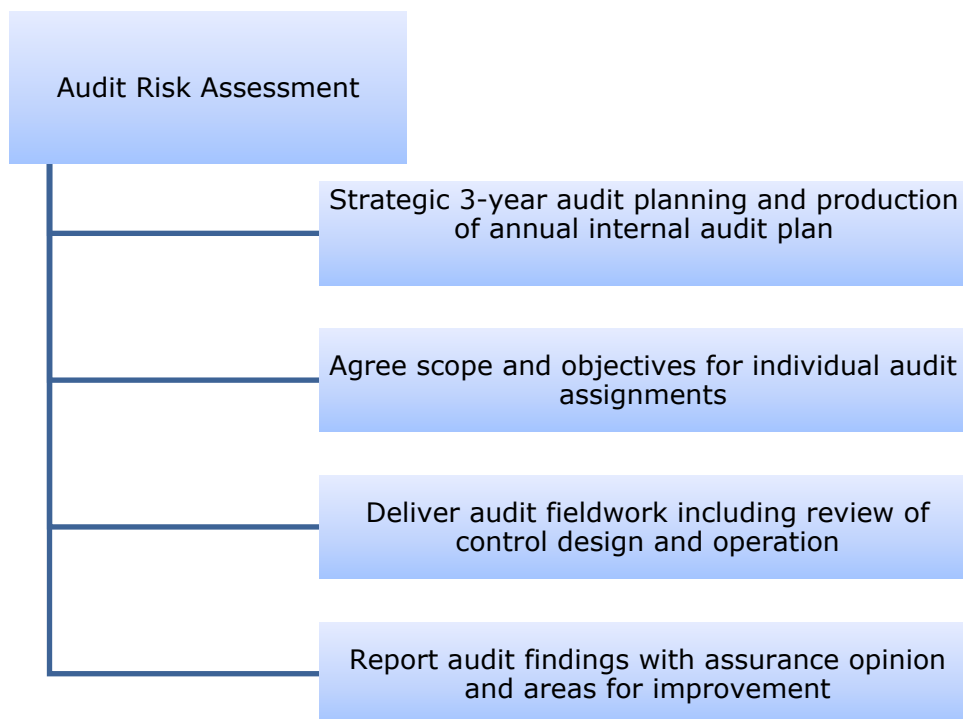 Audit Risk Assessment
Strategic 3-year audit planning and production
of annual internal audit plan
Agree scope and objectives for individual audit
assignments
Deliver audit fieldwork including review of
control design and operation
Report audit findings with assurance opinion
and areas for improvement